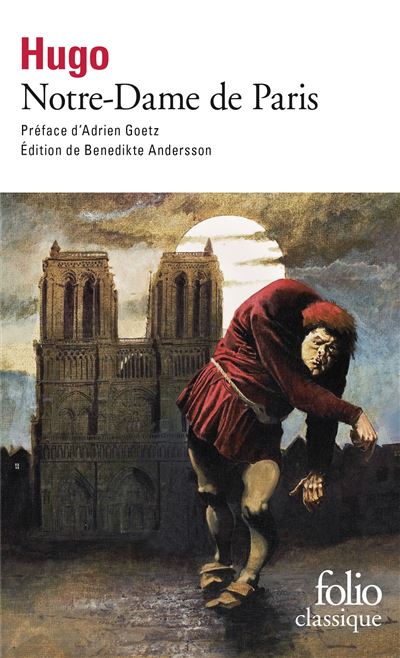 Hugo
Notre-Dame de Paris
Préface d'Adrien Goetz
Édition de Benedikte Andersson
folio
classique